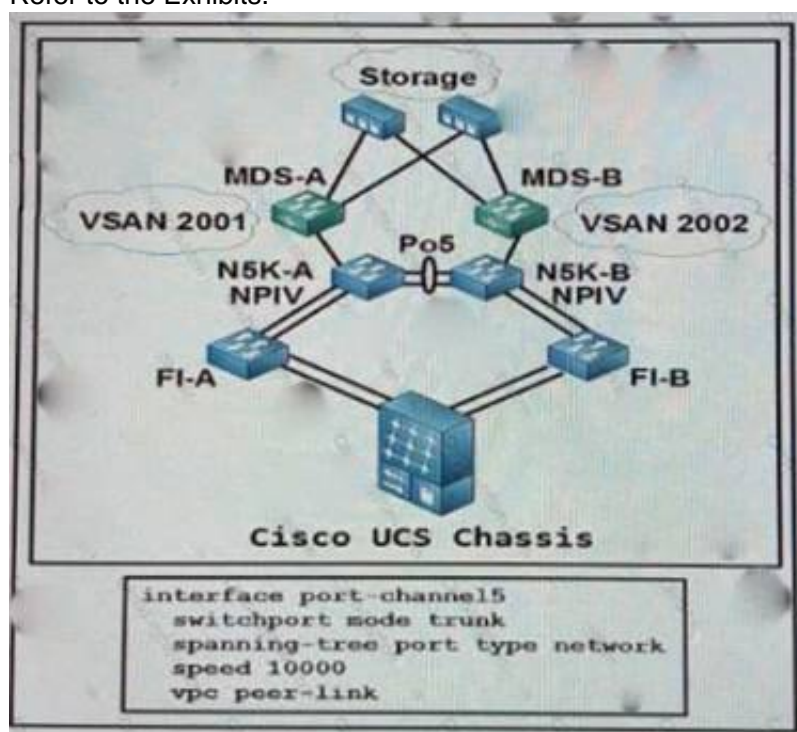 Refer to the Exhibits.
Storage
MDS-A
MDS-B
VSAN 2001
VSAN 2002
Po5
N5K-A
NPIV
N5K-B
NPIV
FI-A
FI-B
Cisco UCS Chassis
interface port-channel5
switchport mode trunk
spanning-tree port type network
speed 10000
vpc peer-link